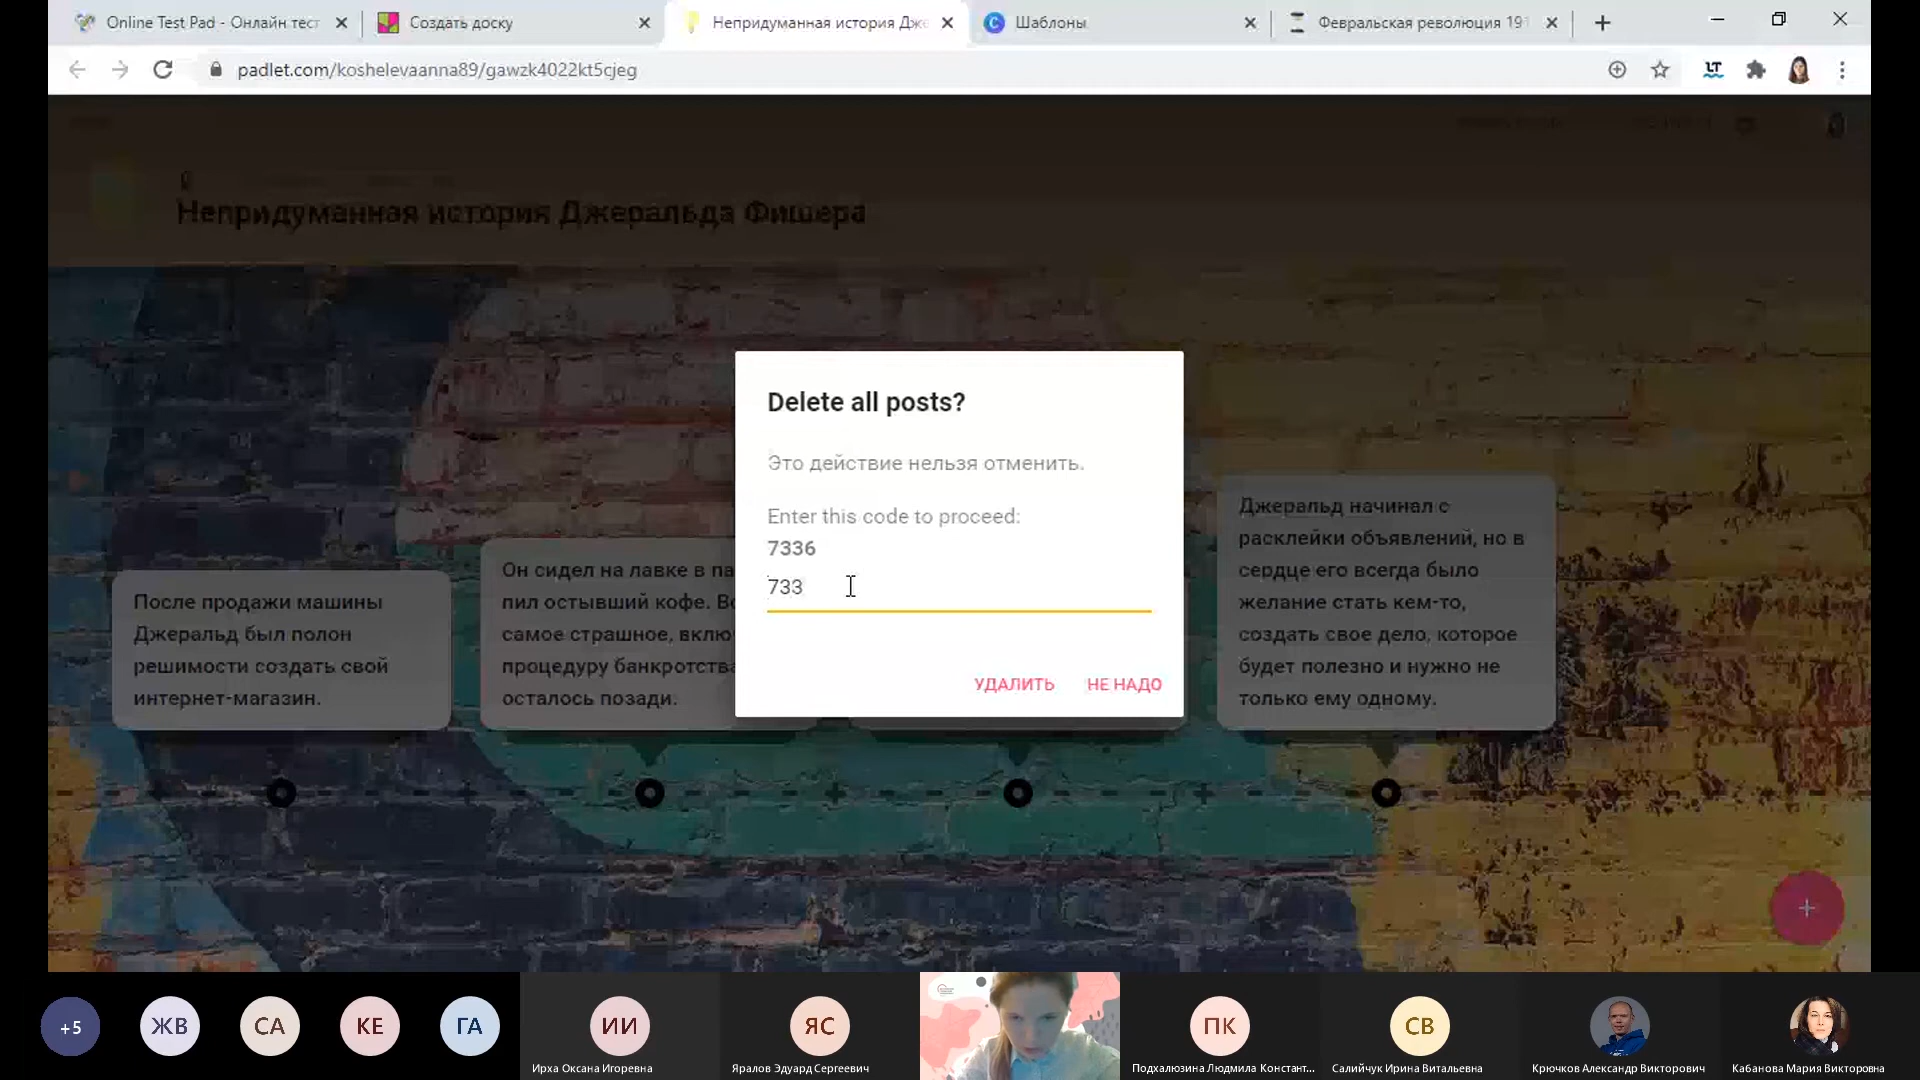 Online Test Pad - Онлайн тест
Создать доску
Непридуманная история Дже
Шаблоны
Февральская революция 191
padlet.com/koshelevaanna89/gawzk4022kt5cjeg
Непридуманная история Джеральда Фишера
Delete all posts?
Это действие нельзя отменить.
Enter this code to proceed:
7336
733
УДАЛИТЬ НЕ НАДО
После продажи машины
Джеральд был полон
решимости создать свой
интернет-магазин.
Он сидел на лавке в па
пил остывший кофе. Вс
самое страшное, вклю
процедуру банкротства
осталось позади.
Джеральд начинал с
расклейки объявлений, но в
сердце его всегда было
желание стать кем-то,
создать свое дело, которое
будет полезно и нужно не
только ему одному.
+5
ЖВ
СА
КЕ
ГА
ИИ
Ирха Оксана Игоревна
ЯС
Яралов Эдуард Сергеевич
ПК
Подхалюзина Людмила Констант...
СВ
Салийчук Ирина Витальевна
Крючков Александр Викторович
Кабанова Мария Викторовна